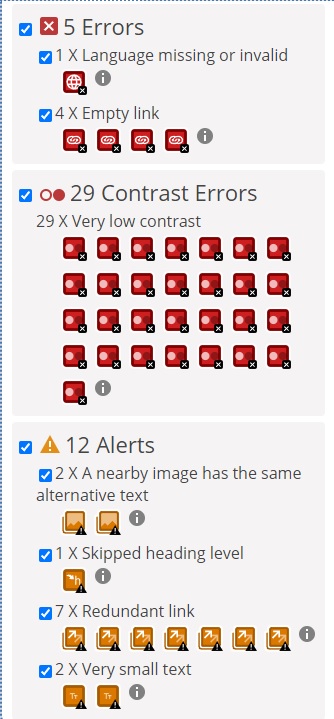 5 Errors
1 X Language missing or invalid
4 X Empty link
29 Contrast Errors
29 X Very low contrast
12 Alerts
2 X A nearby image has the same
alternative text
1 X Skipped heading level
7 X Redundant link
2 X Very small text